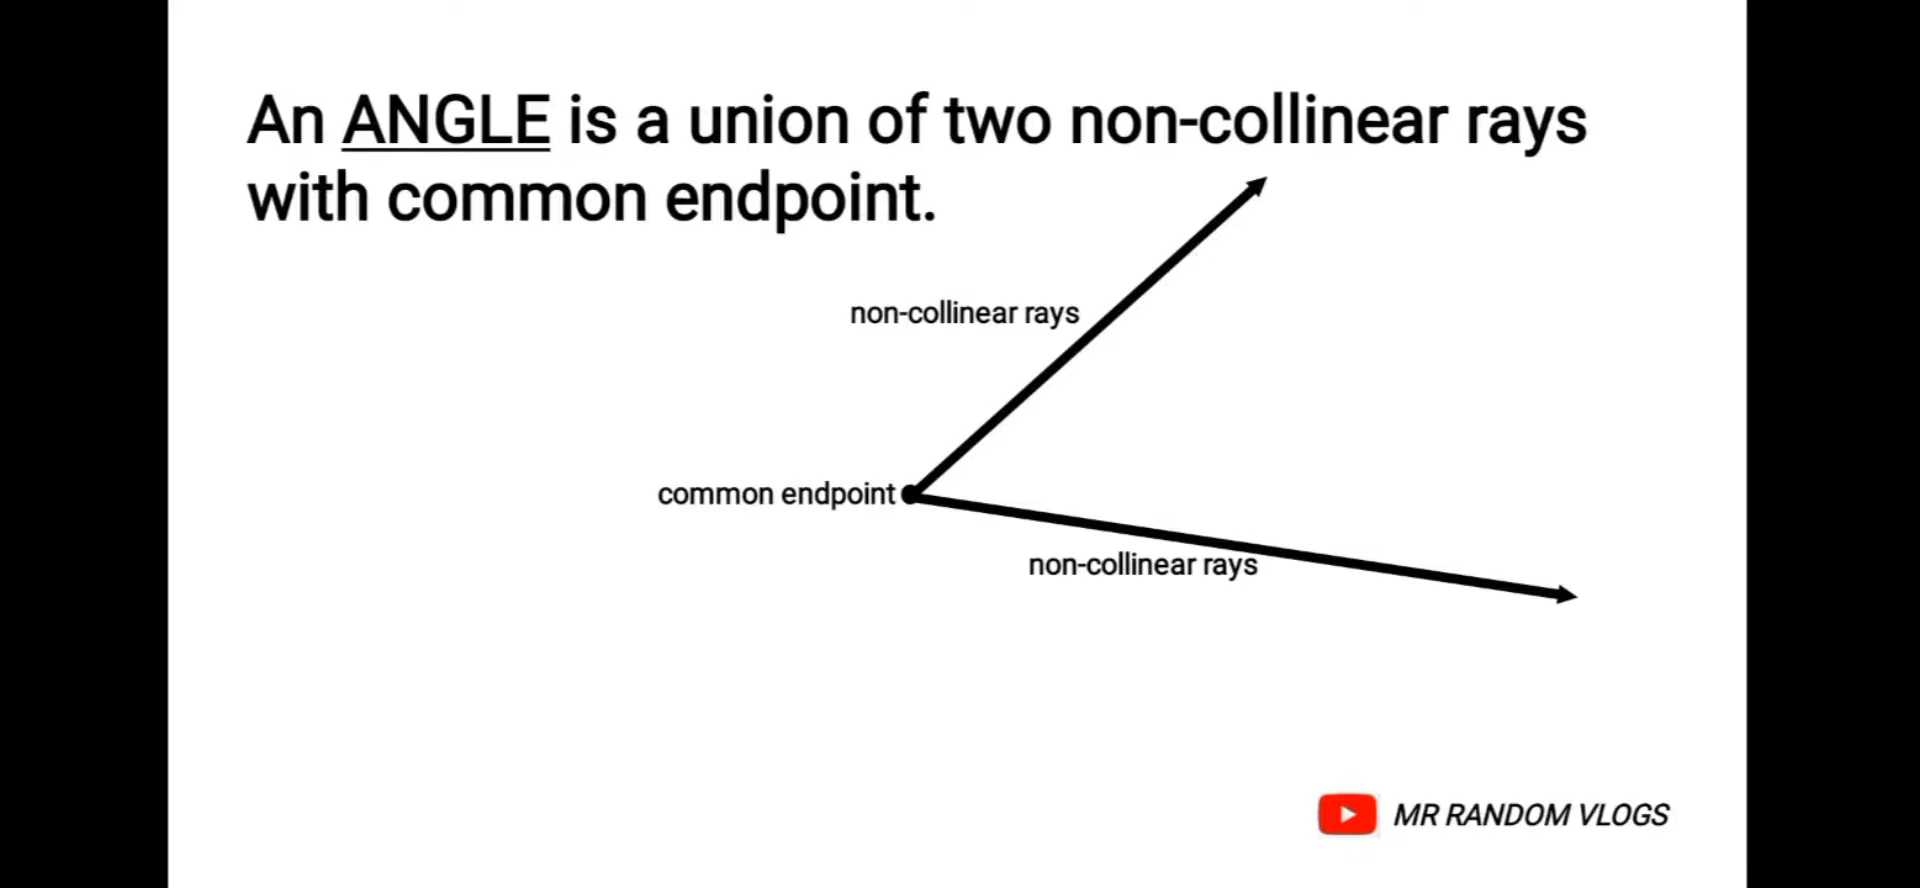 An ANGLE is a union of two non-collinear rays
with common endpoint.
non-collinear rays
common endpoint
non-collinear rays
MR RANDOM VLOGS